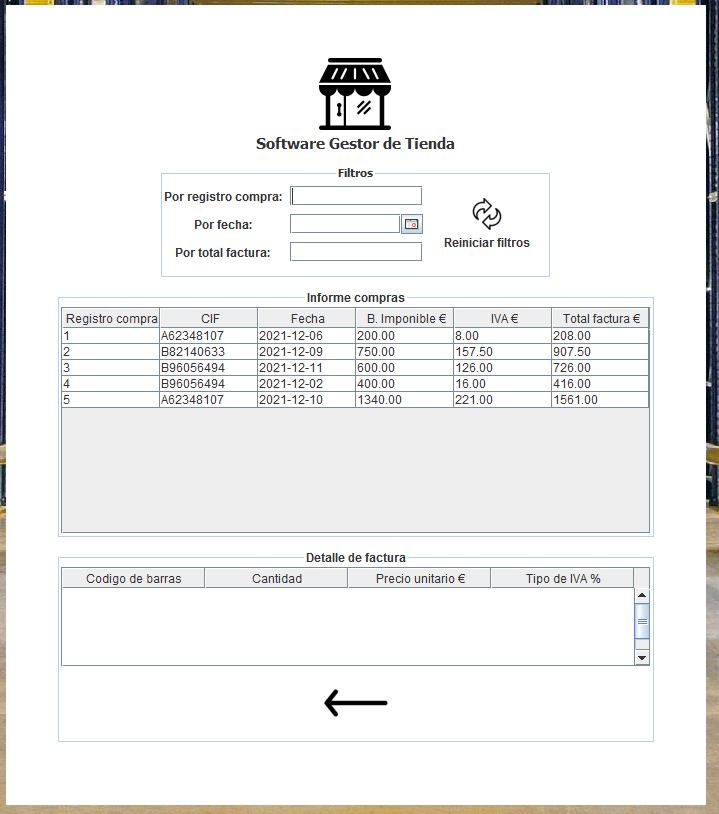 Software Gestor de Tienda
Filtros
Por registro compra:
Por fecha:
Por total factura:
Reiniciar filtros
Informe compras
Registro compra CIF Fecha B. Imponible € IVA € Total factura €
1 A62348107 2021-12-06 200.00 8.00 208.00
2 B82140633 2021-12-09 750.00 157.50 907.50
3 B96056494 2021-12-11 600.00 126.00 726.00
4 B96056494 2021-12-02 400.00 16.00 416.00
5 A62348107 2021-12-10 1340.00 221.00 1561.00
Detalle de factura
Codigo de barras Cantidad Precio unitario € Tipo de IVA %